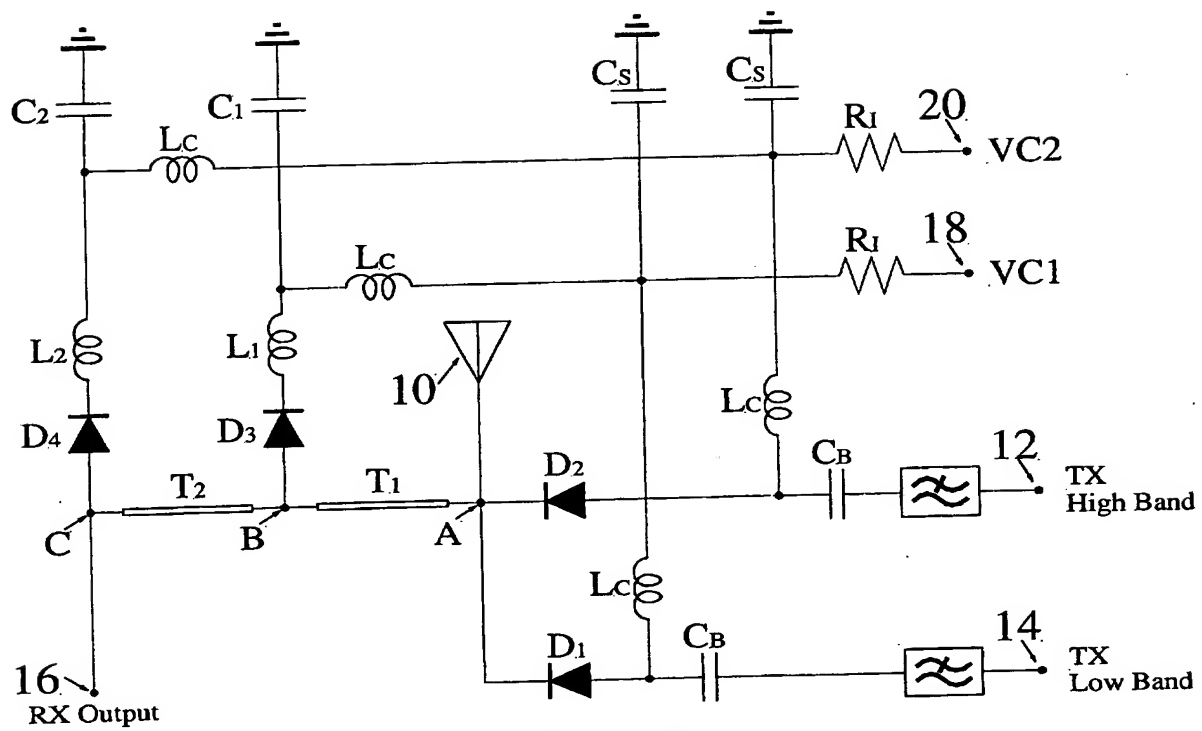 C2
C1
CS
CS
LC
RI
20
VC2
LC
RI
18
VC1
L2
L1
10
LC
D4
D3
D2
CB
12
TX
High Band
T2
T1
C
B
A
LC
D1
CB
14
TX
Low Band
16
RX Output